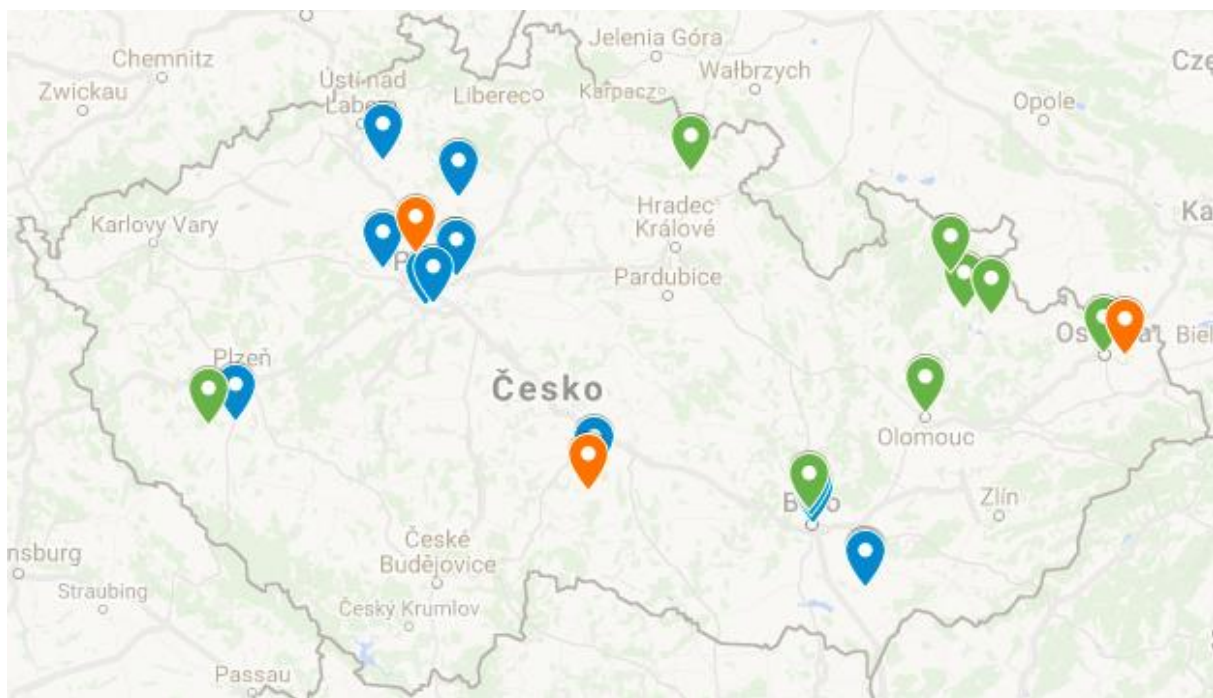 Jelenia Góra
Chemnitz
Wałbrzych
Ústí nad
Labem
Liberec
Karpacz
Zwickau
Opole
Karlovy Vary
Hradec
Králové
Pardubice
Plzeň
Česko
Olomouc
Zlín
České
Budějovice
Straubing
Český Krumlov
Passau